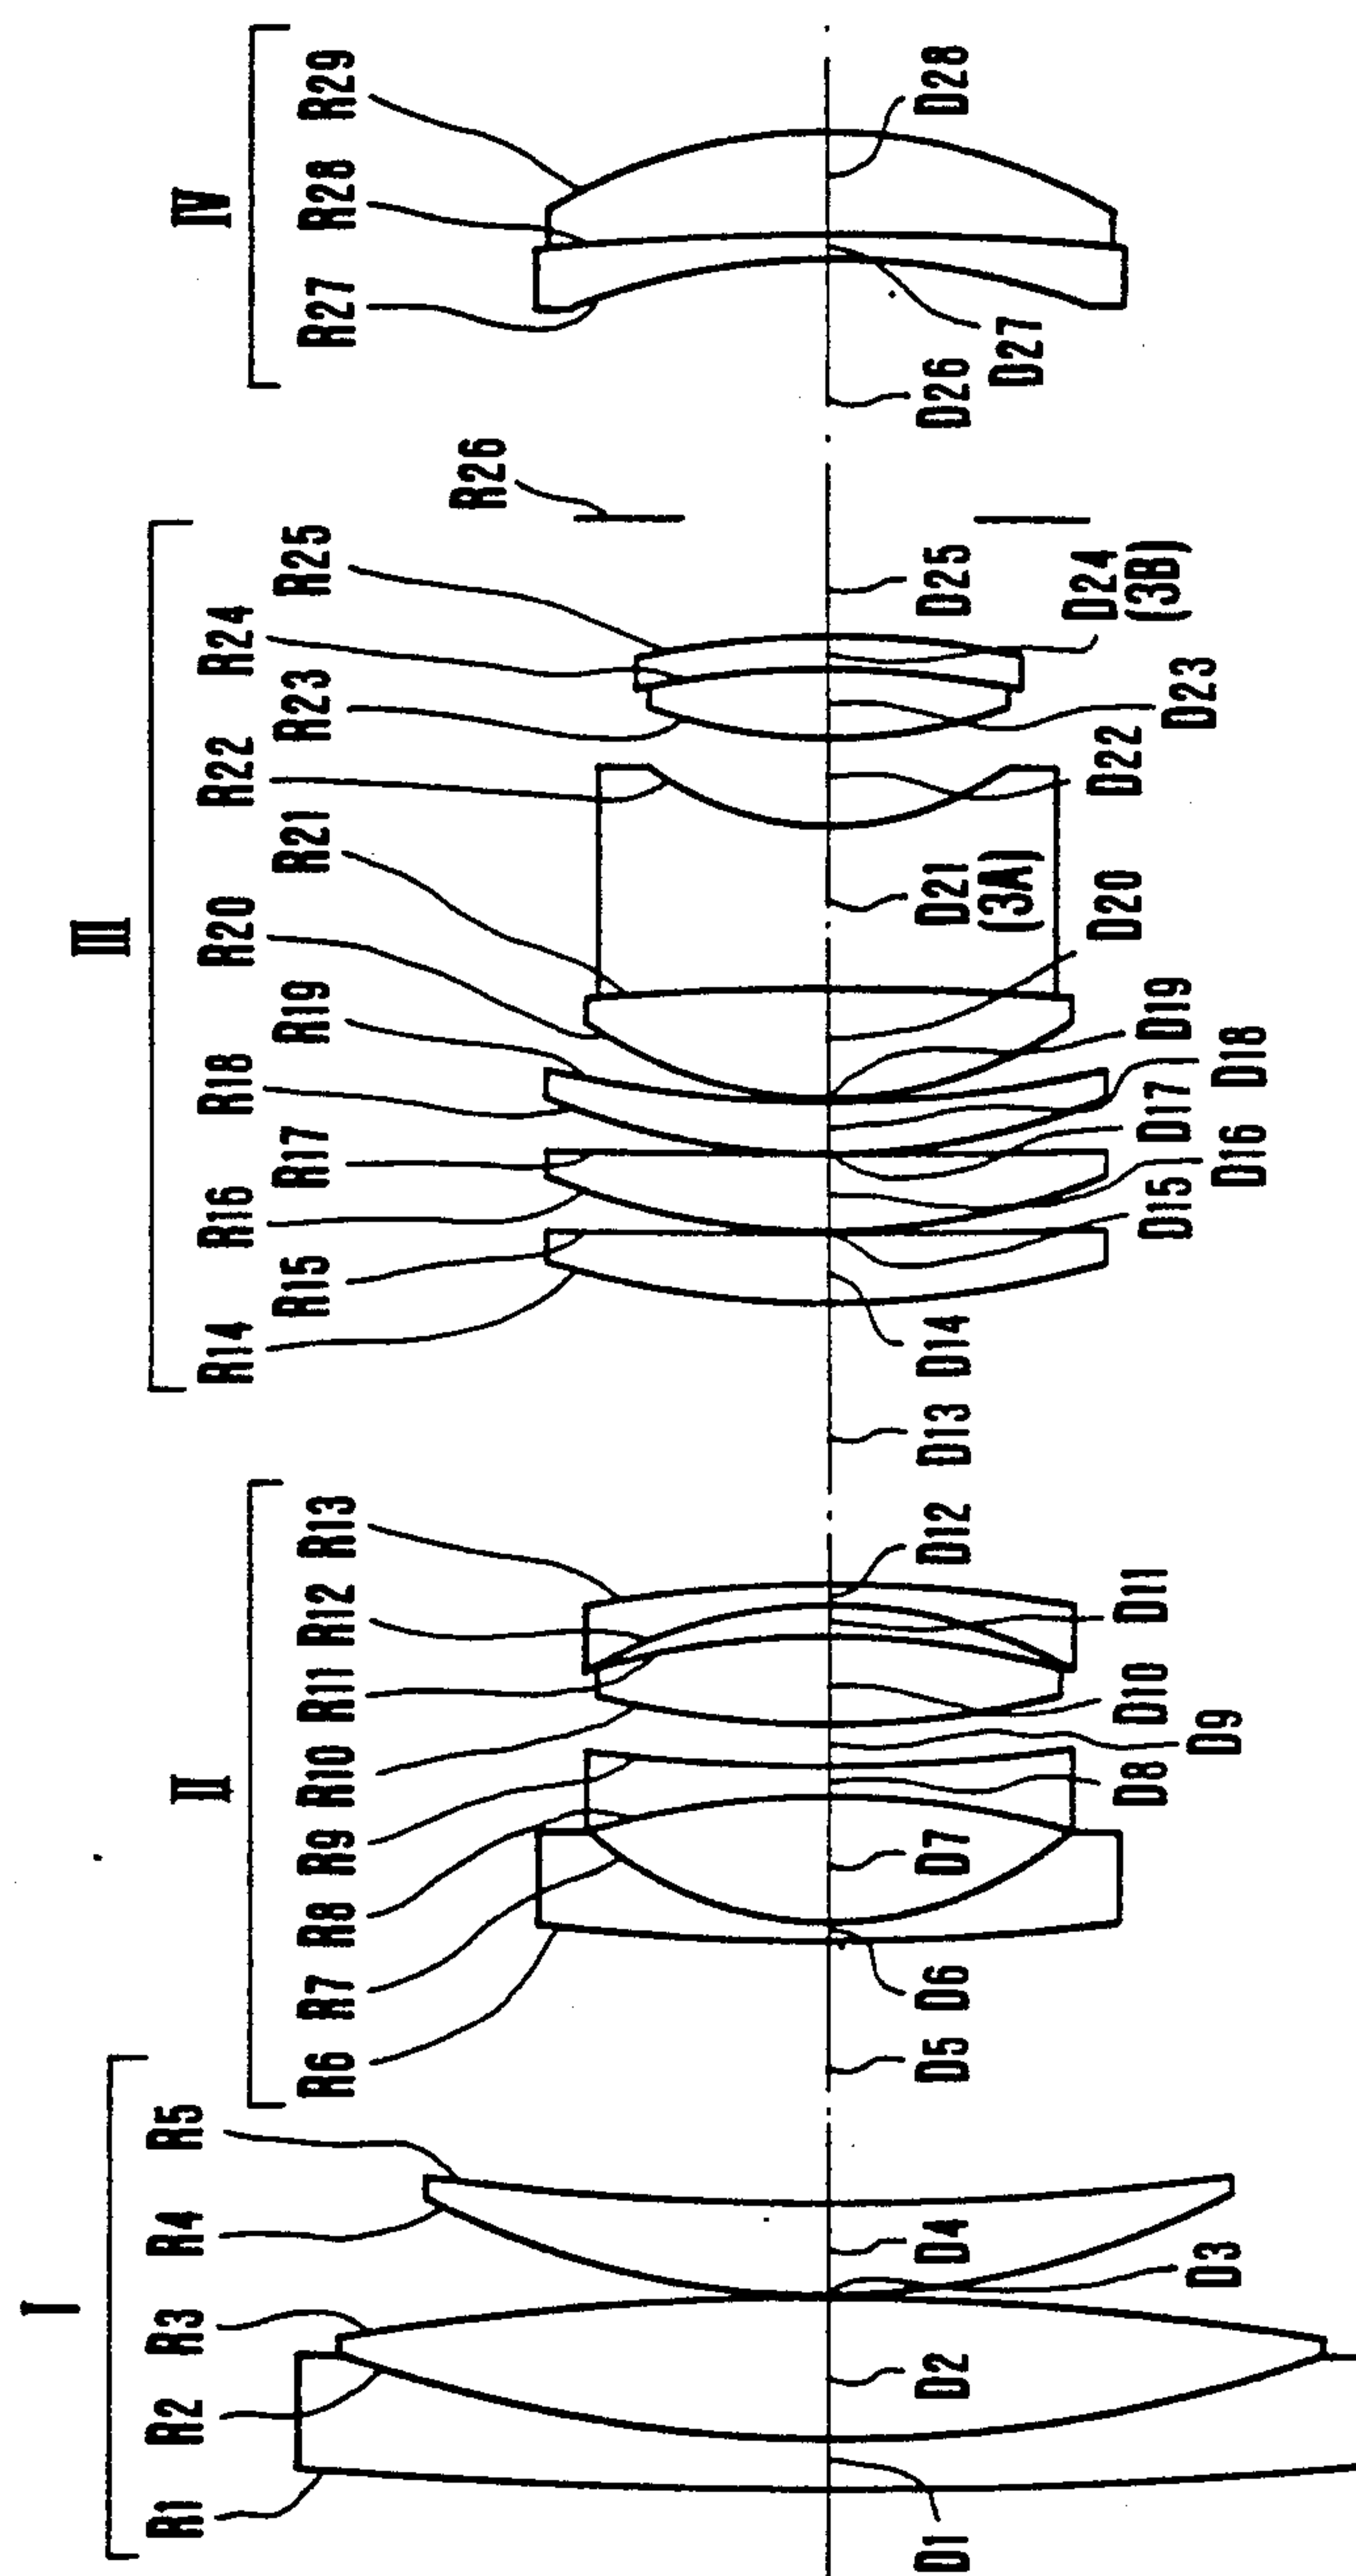 I
II
III
IV
R1
R2
R3
R4
R5
R6
R7
R8
R9
R10
R11
R12
R13
R14
R15
R16
R17
R18
R19
R20
R21
R22
R23
R24
R25
R26
R27
R28
R29
D1
D2
D3
D4
D5
D6
D7
D8
D9
D10
D11
D12
D13
D14
D15
D16
D17
D18
D19
D20
D21
(3A)
D22
D23
D24
(3B)
D25
D26
D27
D28